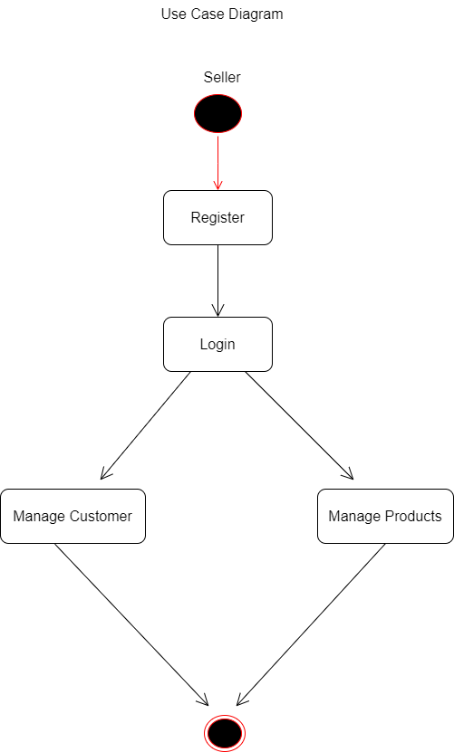 Use Case Diagram
Seller
Register
Login
Manage Customer
Manage Products